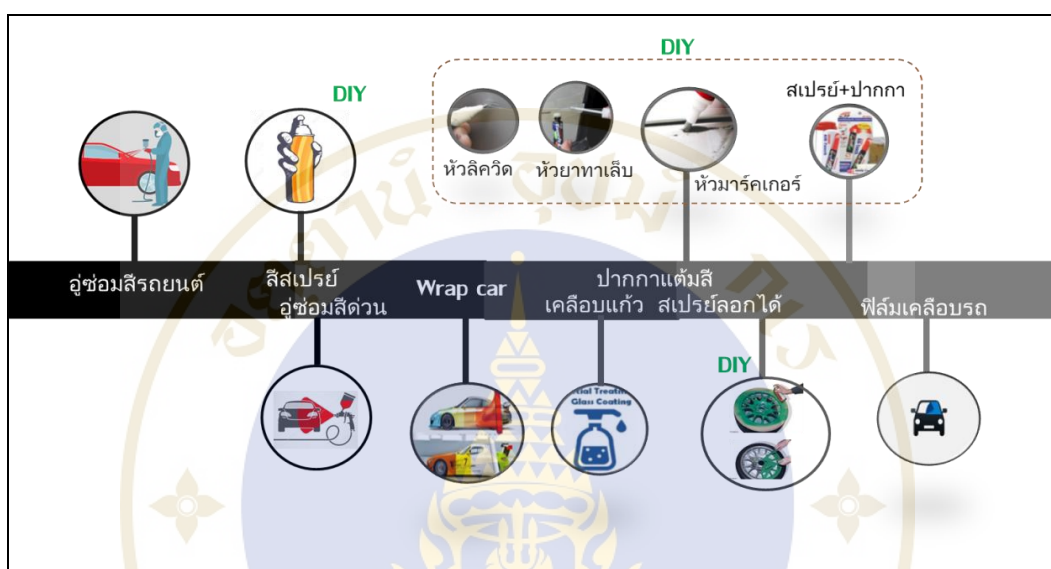 DIY
DIY
สเปรย์+ปากกา
หัวลิควิด
หัวยาทาเล็บ
หัวมาร์คเกอร์
อู่ซ่อมสีรถยนต์
สีสเปรย์
อู่ซ่อมสีด่วน
Wrap car
ปากกาแต้มสี
เคลือบแก้ว สเปรย์ลอกได้
ฟิล์มเคลือบรถ
DIY
Glass Coating